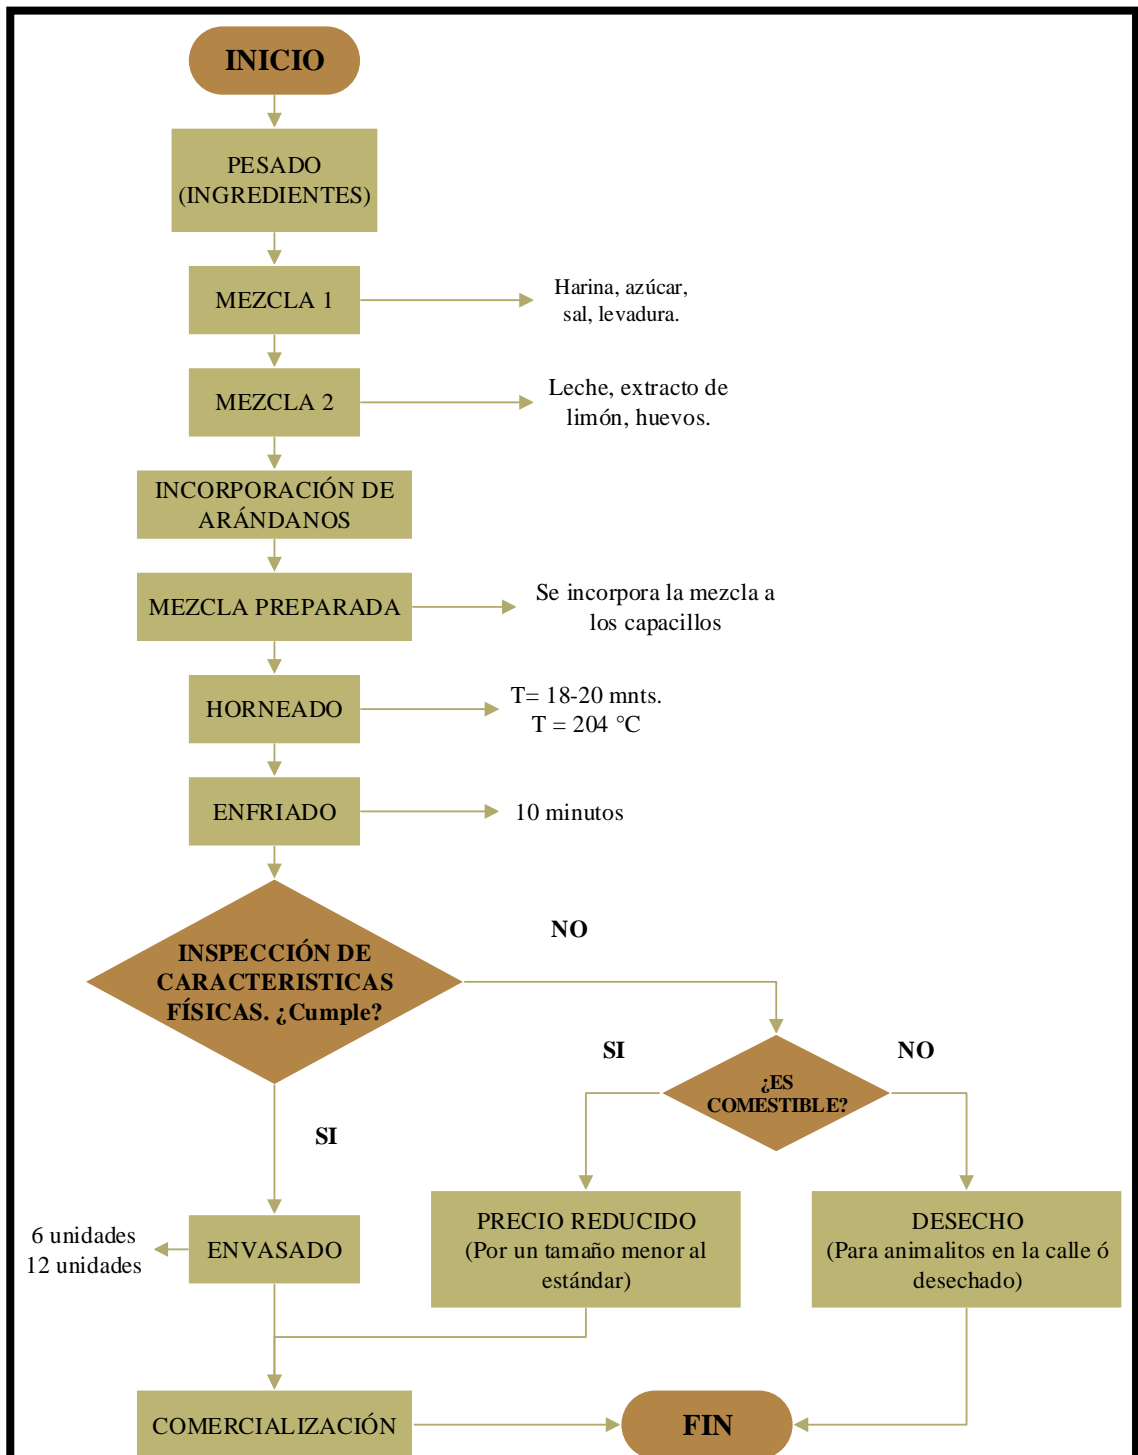 INICIO
PESADO
(INGREDIENTES)
MEZCLA 1
Harina, azúcar,
sal, levadura.
MEZCLA 2
Leche, extracto de
limón, huevos.
INCORPORACIÓN DE
ARÁNDANOS
MEZCLA PREPARADA
Se incorpora la mezcla a
los capacillos
HORNEADO
T= 18-20 mnts.
T = 204 °C
ENFRIADO
10 minutos
INSPECCIÓN DE
CARACTERISTICAS
FÍSICAS. ¿Cumple?
NO
SI
¿ES
COMESTIBLE?
SI
NO
ENVASADO
6 unidades
12 unidades
PRECIO REDUCIDO
(Por un tamaño menor al
estándar)
DESECHO
(Para animalitos en la calle ó
desechado)
COMERCIALIZACIÓN
FIN